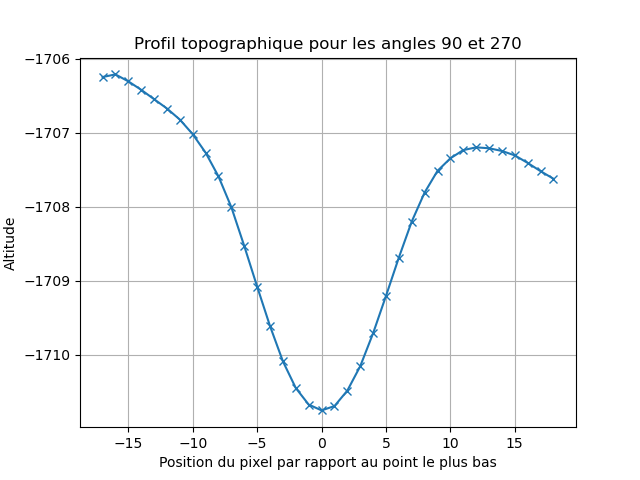 Profil topographique pour les angles 90 et 270
Altitude
−1706
−1707
−1708
−1709
−1710
−15 −10 −5 0 5 10 15
Position du pixel par rapport au point le plus bas